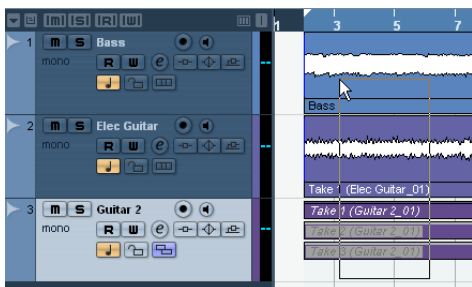 [m] [S] [R] [W] 1 3 5 7
1 m S Bass
mono R W e
Bass
2 m S Elec Guitar
mono R W e
Take 1 (Elec Guitar_01)
3 m S Guitar 2
mono R W e
Take 1 (Guitar 2_01)
Take 2 (Guitar 2_01)
Take 3 (Guitar 2_01)